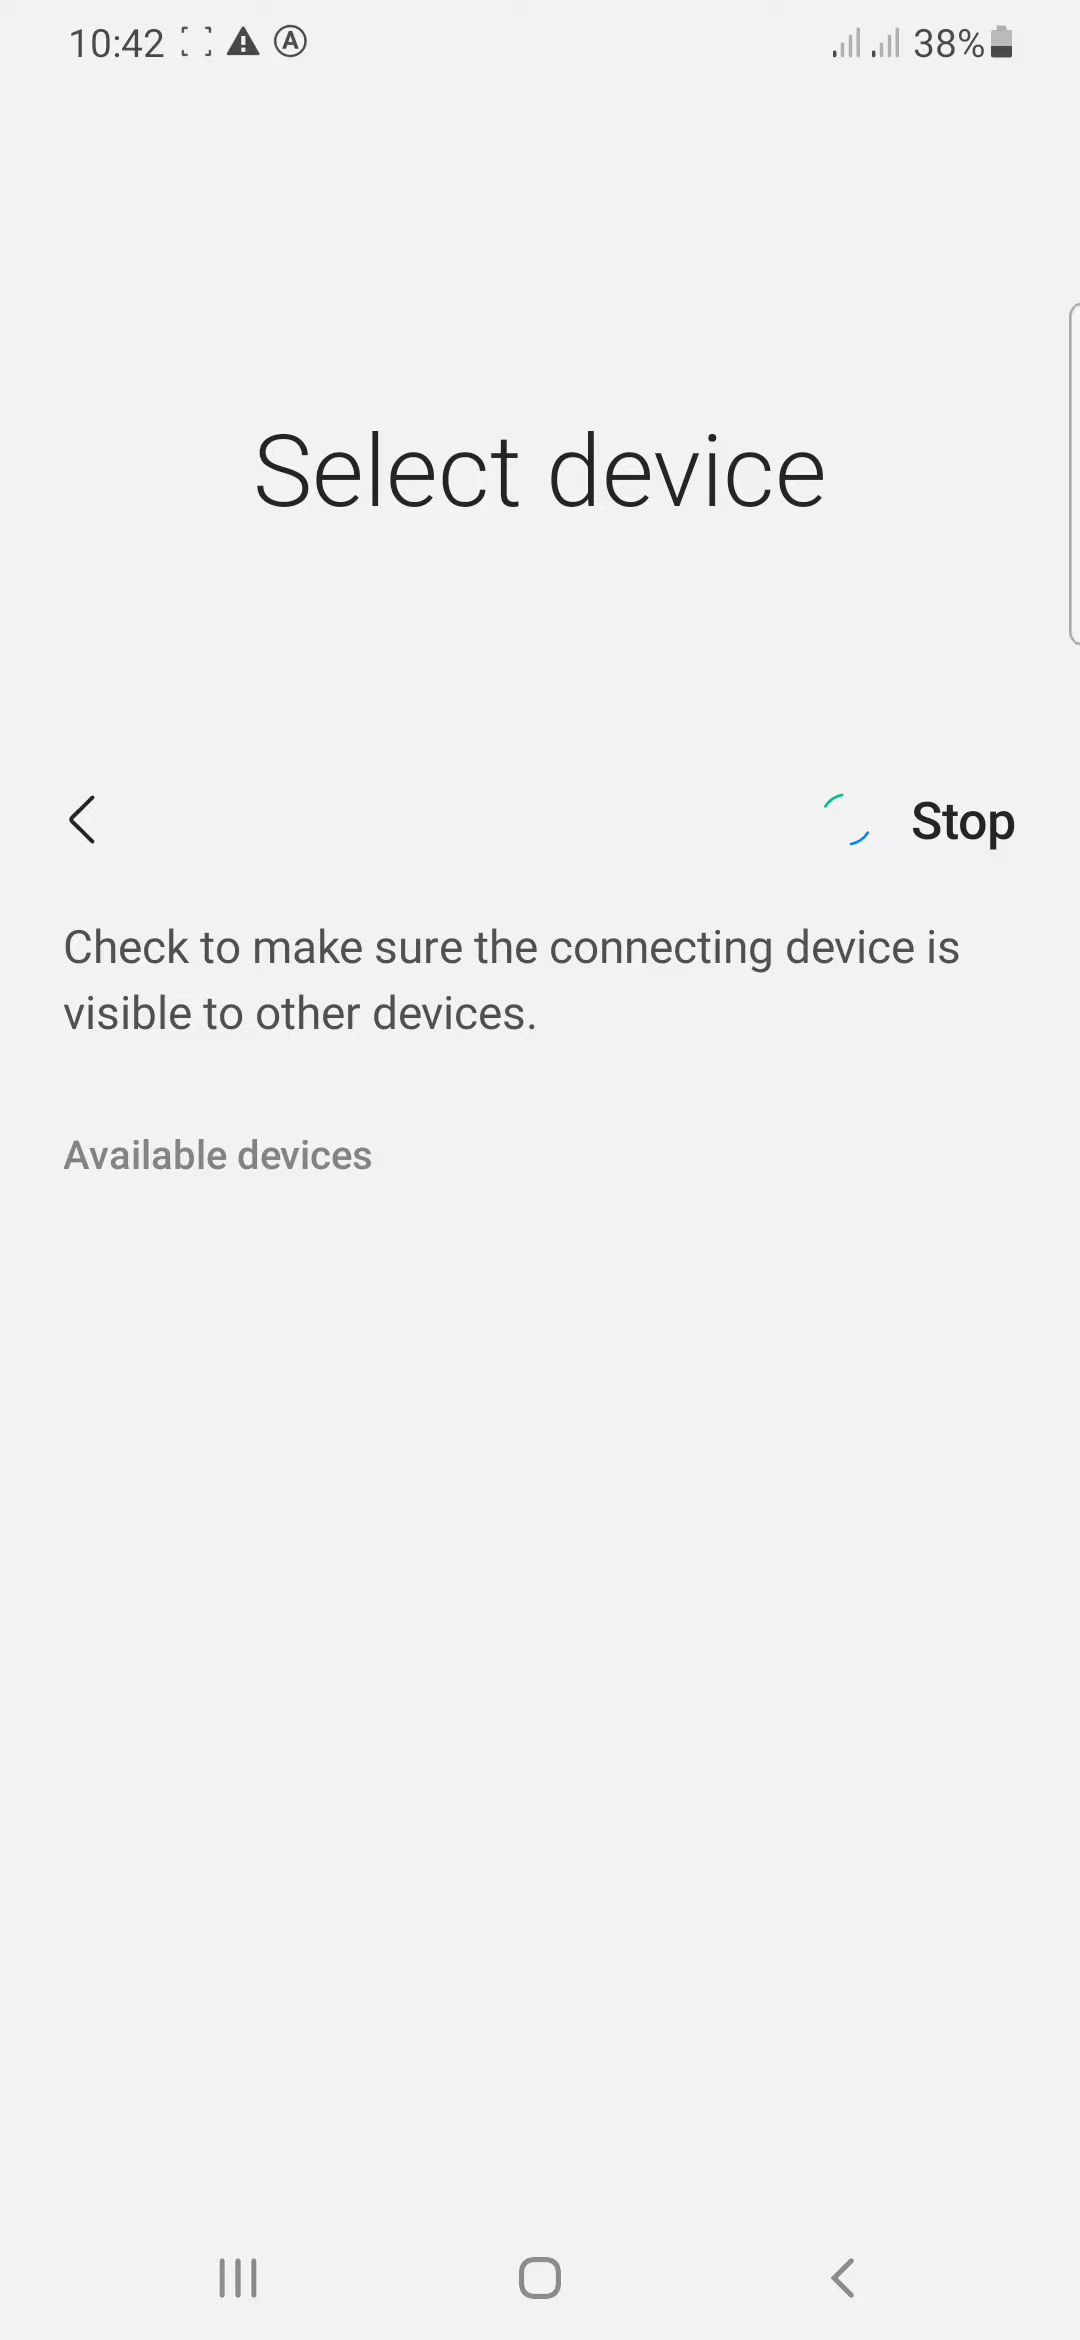 10:42
38%
Select device
Stop
Check to make sure the connecting device is
visible to other devices.
Available devices